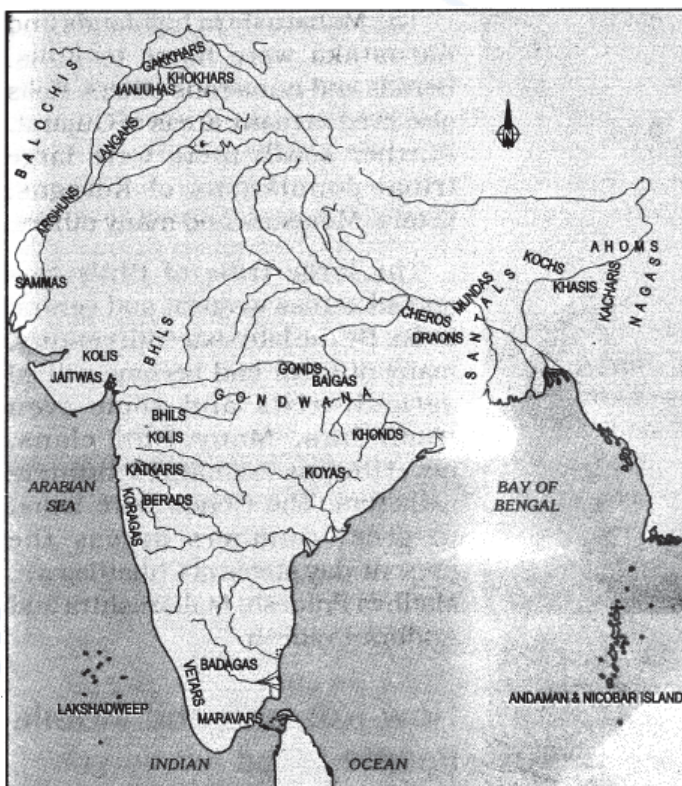 GAKKHARS
KHOKHARS
JANJUHAS
BALOCHIS
LANGAHS
N
ARGHUNS
SAMMAS
AHOMS
KOCHS
KHASIS
KACHARIS
NAGAS
MUNDAS
CHEROS
SANTALS
DRAONS
KOLIS
BHILS
JAITWAS
GONDS
BAIGAS
GONDWANA
BHILS
KOLIS
KHONDS
KATKARIS
KOYAS
ARABIAN
SEA
BERADS
KORAGAS
BAY OF
BENGAL
BADAGAS
VETARS
LAKSHADWEEP
MARAVARS
ANDAMAN & NICOBAR ISLAND
INDIAN OCEAN